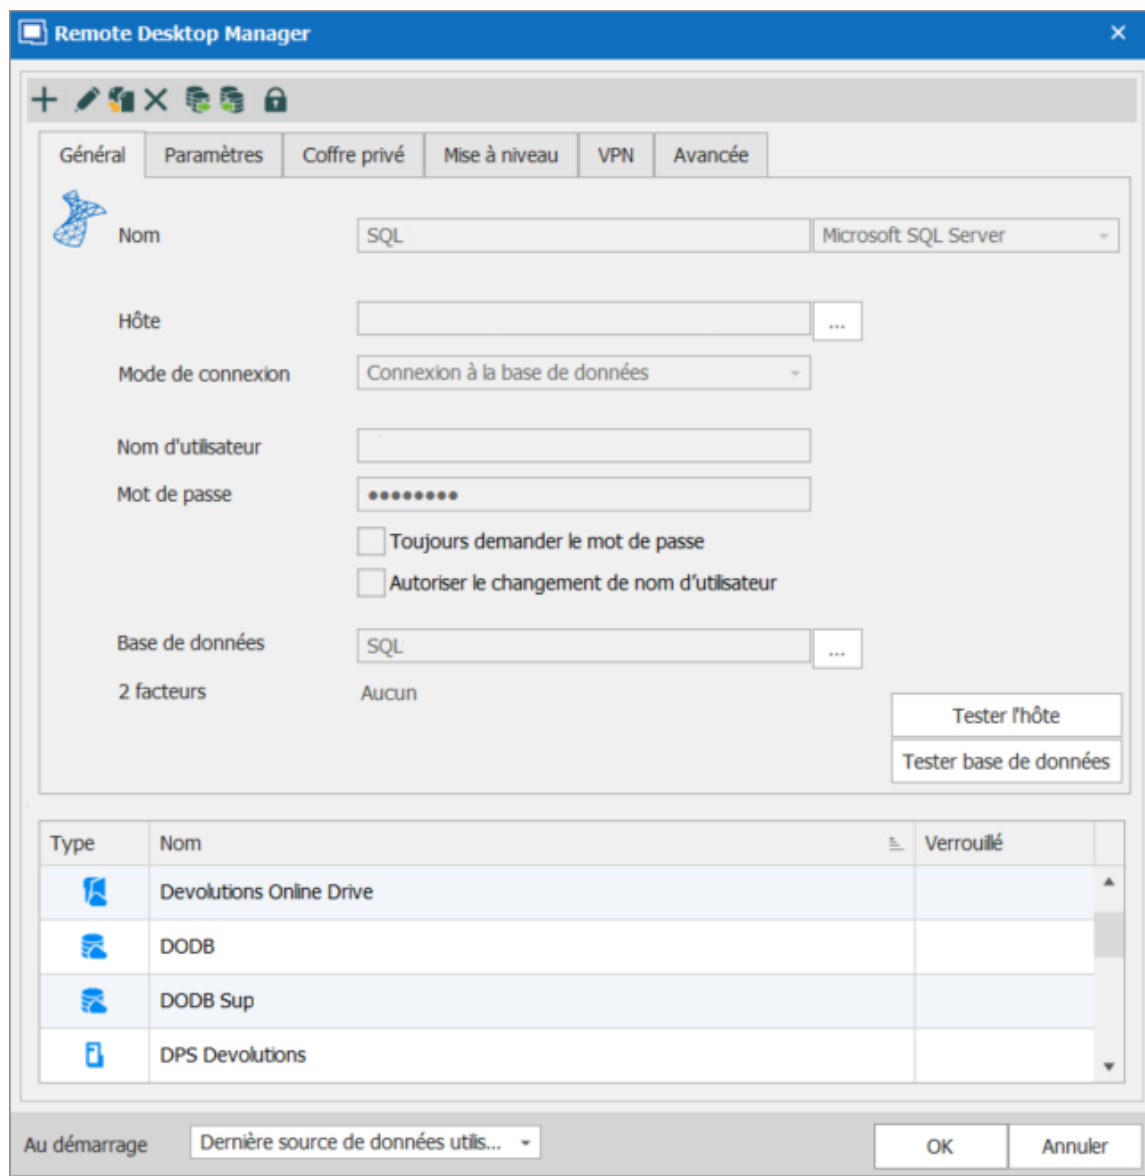 Remote Desktop Manager
Général Paramètres Coffre privé Mise à niveau VPN Avancée
Nom SQL Microsoft SQL Server
Hôte ...
Mode de connexion Connexion à la base de données
Nom d'utilisateur
Mot de passe ●●●●●●●●
Toujours demander le mot de passe
Autoriser le changement de nom d’utilisateur
Base de données SQL ...
2 facteurs Aucun
Tester l'hôte
Tester base de données
Type Nom Verrouillé
Devolutions Online Drive
DODB
DODB Sup
DPS Devolutions
Au démarrage Dernière source de données utilis... OK Annuler